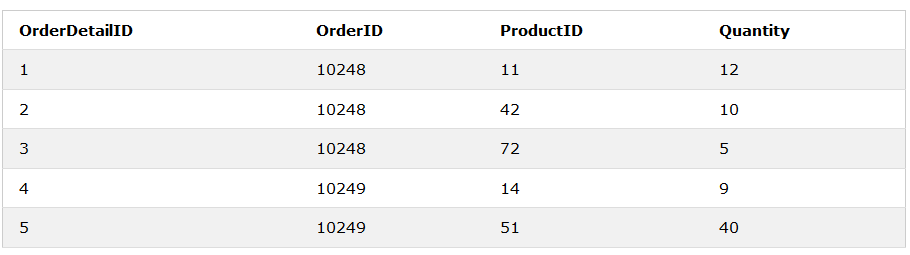 OrderDetailID OrderID ProductID Quantity
1 10248 11 12
2 10248 42 10
3 10248 72 5
4 10249 14 9
5 10249 51 40